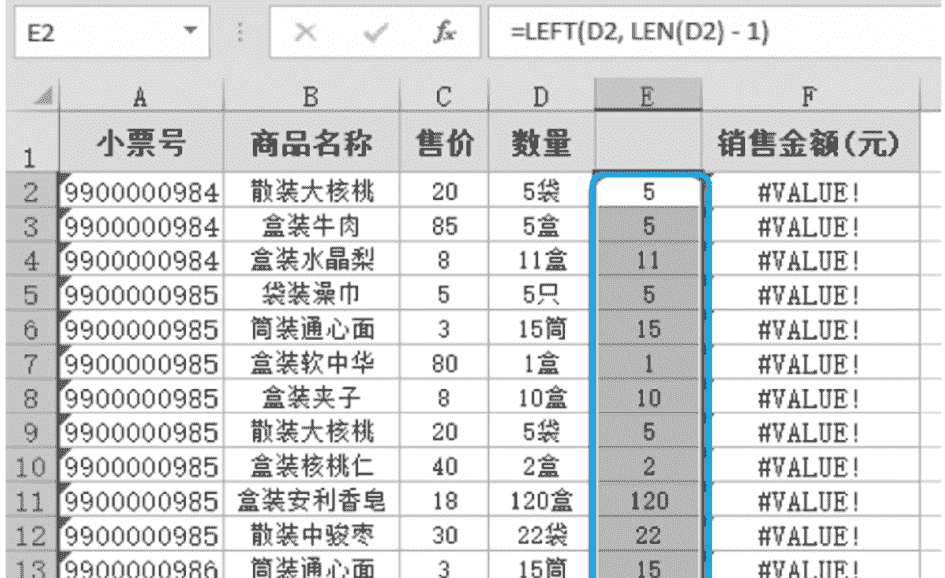 E2 fx =LEFT(D2, LEN(D2) - 1)
A B C D E F
1 小票号 商品名称 售价 数量 销售金额(元)
2 9900000984 散装大核桃 20 5袋 5 #VALUE!
3 9900000984 盒装牛肉 85 5盒 5 #VALUE!
4 9900000984 盒装水晶梨 8 11盒 11 #VALUE!
5 9900000985 袋装澡巾 5 5只 5 #VALUE!
6 9900000985 筒装通心面 3 15筒 15 #VALUE!
7 9900000985 盒装软中华 80 1盒 1 #VALUE!
8 9900000985 盒装夹子 8 10盒 10 #VALUE!
9 9900000985 散装大核桃 20 5袋 5 #VALUE!
10 9900000985 盒装核桃仁 40 2盒 2 #VALUE!
11 9900000985 盒装安利香皂 18 120盒 120 #VALUE!
12 9900000985 散装中骏枣 30 22袋 22 #VALUE!
13 9900000986 筒装通心面 3 15筒 15 #VALUE!